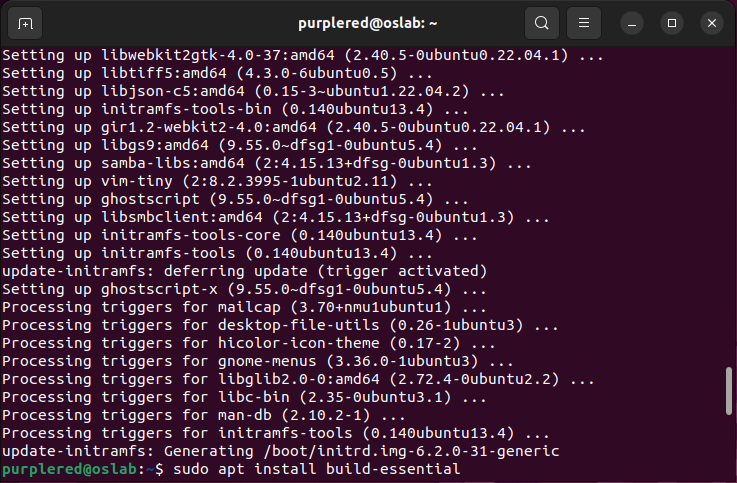 purplered@oslab: ~
Setting up libwebkit2gtk-4.0-37:amd64 (2.40.5-0ubuntu0.22.04.1) ...
Setting up libtiff5:amd64 (4.3.0-6ubuntu0.5) ...
Setting up libjson-c5:amd64 (0.15-3~ubuntu1.22.04.2) ...
Setting up initramfs-tools-bin (0.140ubuntu13.4) ...
Setting up gir1.2-webkit2-4.0:amd64 (2.40.5-0ubuntu0.22.04.1) ...
Setting up libgs9:amd64 (9.55.0~dfsg1-0ubuntu5.4) ...
Setting up samba-libs:amd64 (2:4.15.13+dfsg-0ubuntu1.3) ...
Setting up vim-tiny (2:8.2.3995-1ubuntu2.11) ...
Setting up ghostscript (9.55.0~dfsg1-0ubuntu5.4) ...
Setting up libsmbclient:amd64 (2:4.15.13+dfsg-0ubuntu1.3) ...
Setting up initramfs-tools-core (0.140ubuntu13.4) ...
Setting up initramfs-tools (0.140ubuntu13.4) ...
update-initramfs: deferring update (trigger activated)
Setting up ghostscript-x (9.55.0~dfsg1-0ubuntu5.4) ...
Processing triggers for mailcap (3.70+nmu1ubuntu1) ...
Processing triggers for desktop-file-utils (0.26-1ubuntu3) ...
Processing triggers for hicolor-icon-theme (0.17-2) ...
Processing triggers for gnome-menus (3.36.0-1ubuntu3) ...
Processing triggers for libglib2.0-0:amd64 (2.72.4-0ubuntu2.2) ...
Processing triggers for libc-bin (2.35-0ubuntu3.1) ...
Processing triggers for man-db (2.10.2-1) ...
Processing triggers for initramfs-tools (0.140ubuntu13.4) ...
update-initramfs: Generating /boot/initrd.img-6.2.0-31-generic
purplered@oslab:~$ sudo apt install build-essential